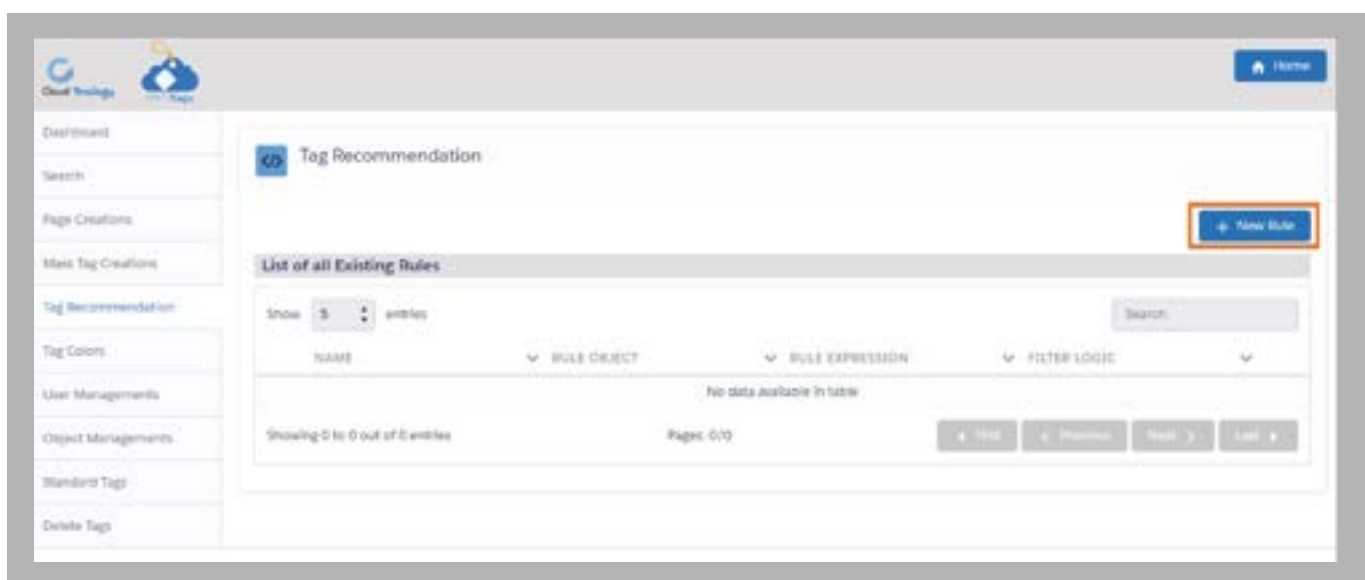 Cloud Analogy
Tags
Home
Dashboard
Search
Page Creations
Mass Tag Creations
Tag Recommendation
Tag Colors
User Managements
Object Managements
Standard Tags
Delete Tags
Tag Recommendation
+ New Rule
List of all Existing Rules
Show 5 entries
Search
NAME RULE OBJECT RULE EXPRESSION FILTER LOGIC
No data available in table
Showing 0 to 0 out of 0 entries Pages: 0/0 First Previous Next Last